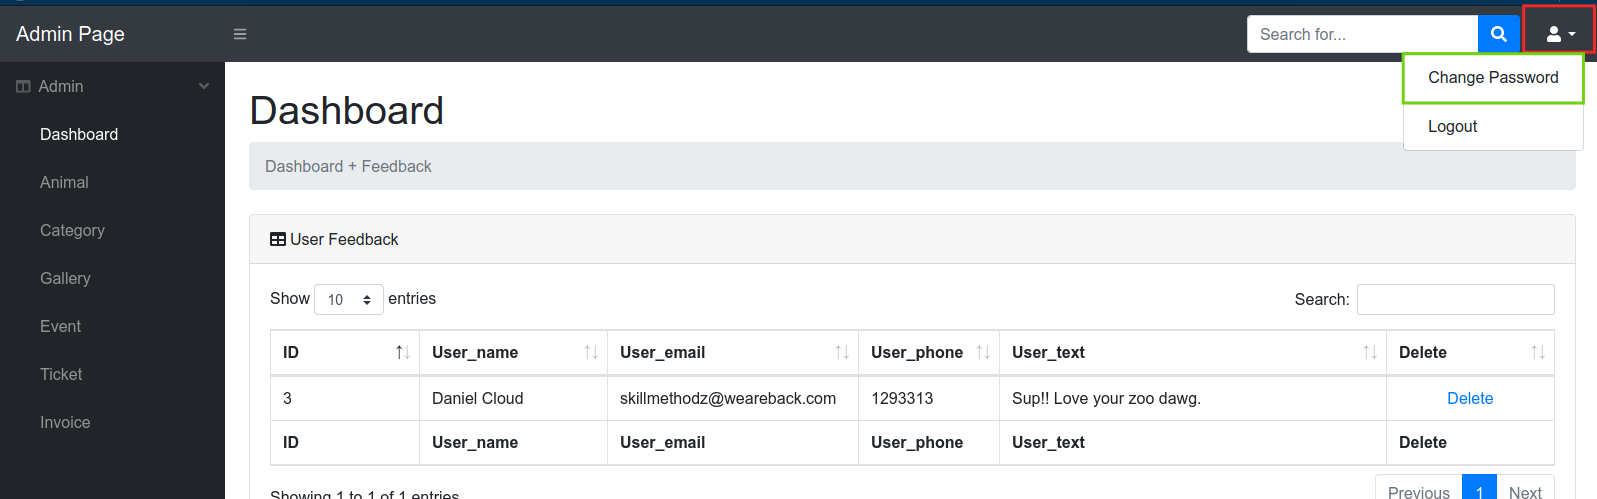 Admin Page
Search for...
Admin
Change Password
Logout
Dashboard
Animal
Category
Gallery
Event
Ticket
Invoice
Dashboard
Dashboard + Feedback
User Feedback
Show 10 entries
Search:
ID User_name User_email User_phone User_text Delete
3 Daniel Cloud skillmethodz@weareback.com 1293313 Sup!! Love your zoo dawg. Delete
ID User_name User_email User_phone User_text Delete
Showing 1 to 1 of 1 entries
Previous 1 Next